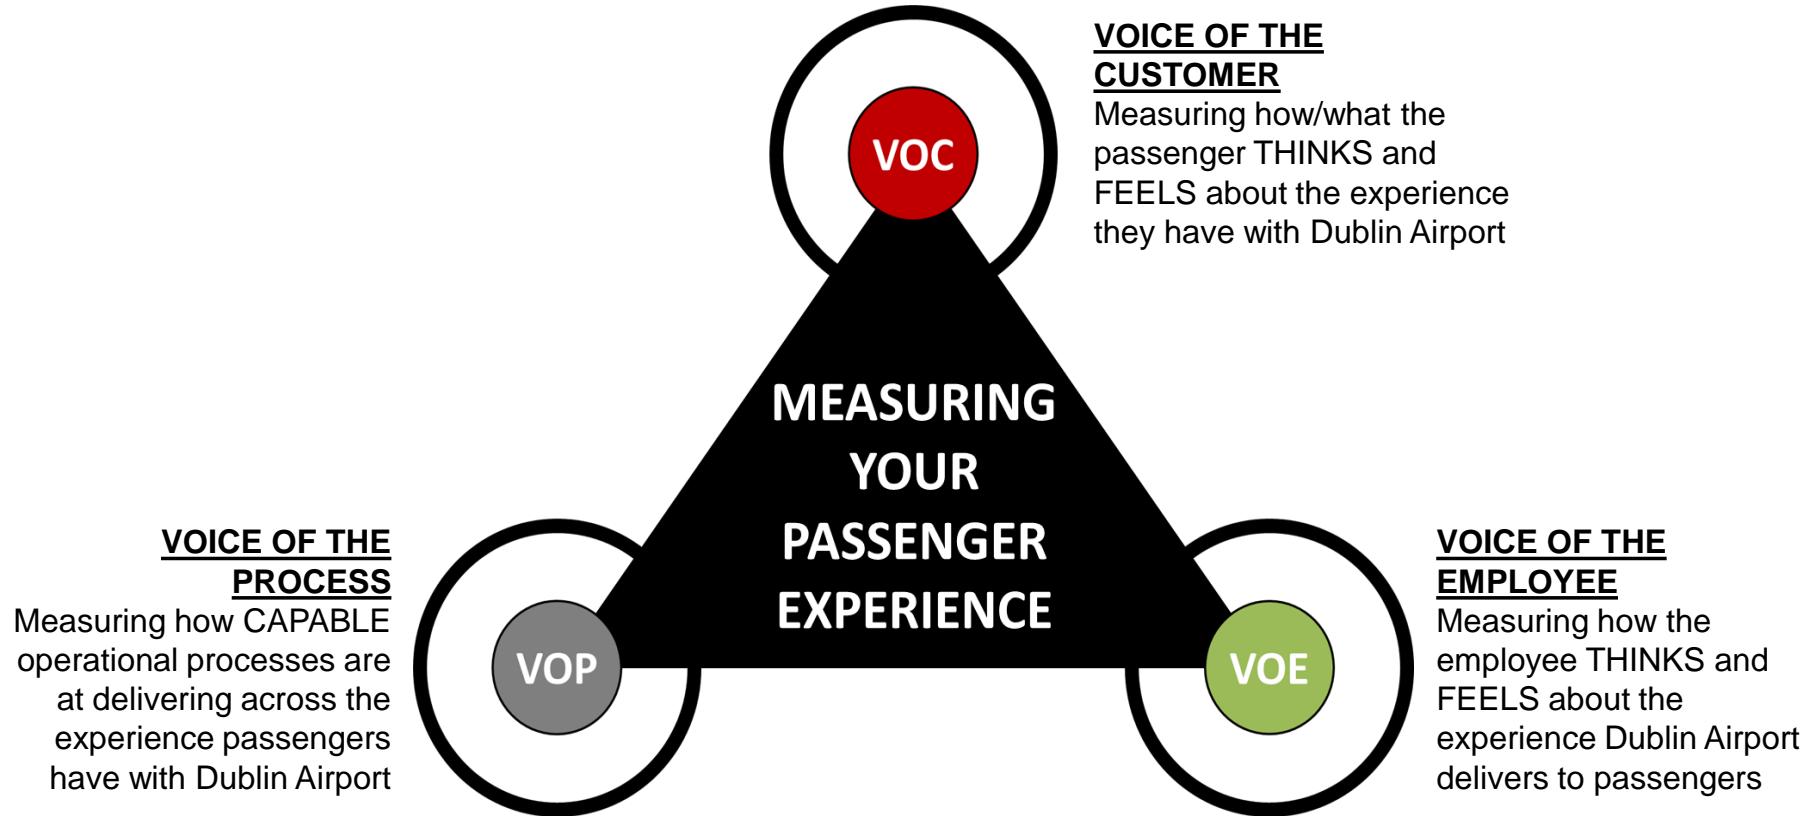 VOICE OF THE
CUSTOMER
Measuring how/what the
passenger THINKS and
FEELS about the experience
they have with Dublin Airport
VOC
MEASURING
YOUR
PASSENGER
EXPERIENCE
VOICE OF THE
PROCESS
Measuring how CAPABLE
operational processes are
at delivering across the
experience passengers
have with Dublin Airport
VOP
VOE
VOICE OF THE
EMPLOYEE
Measuring how the
employee THINKS and
FEELS about the
experience Dublin Airport
delivers to passengers